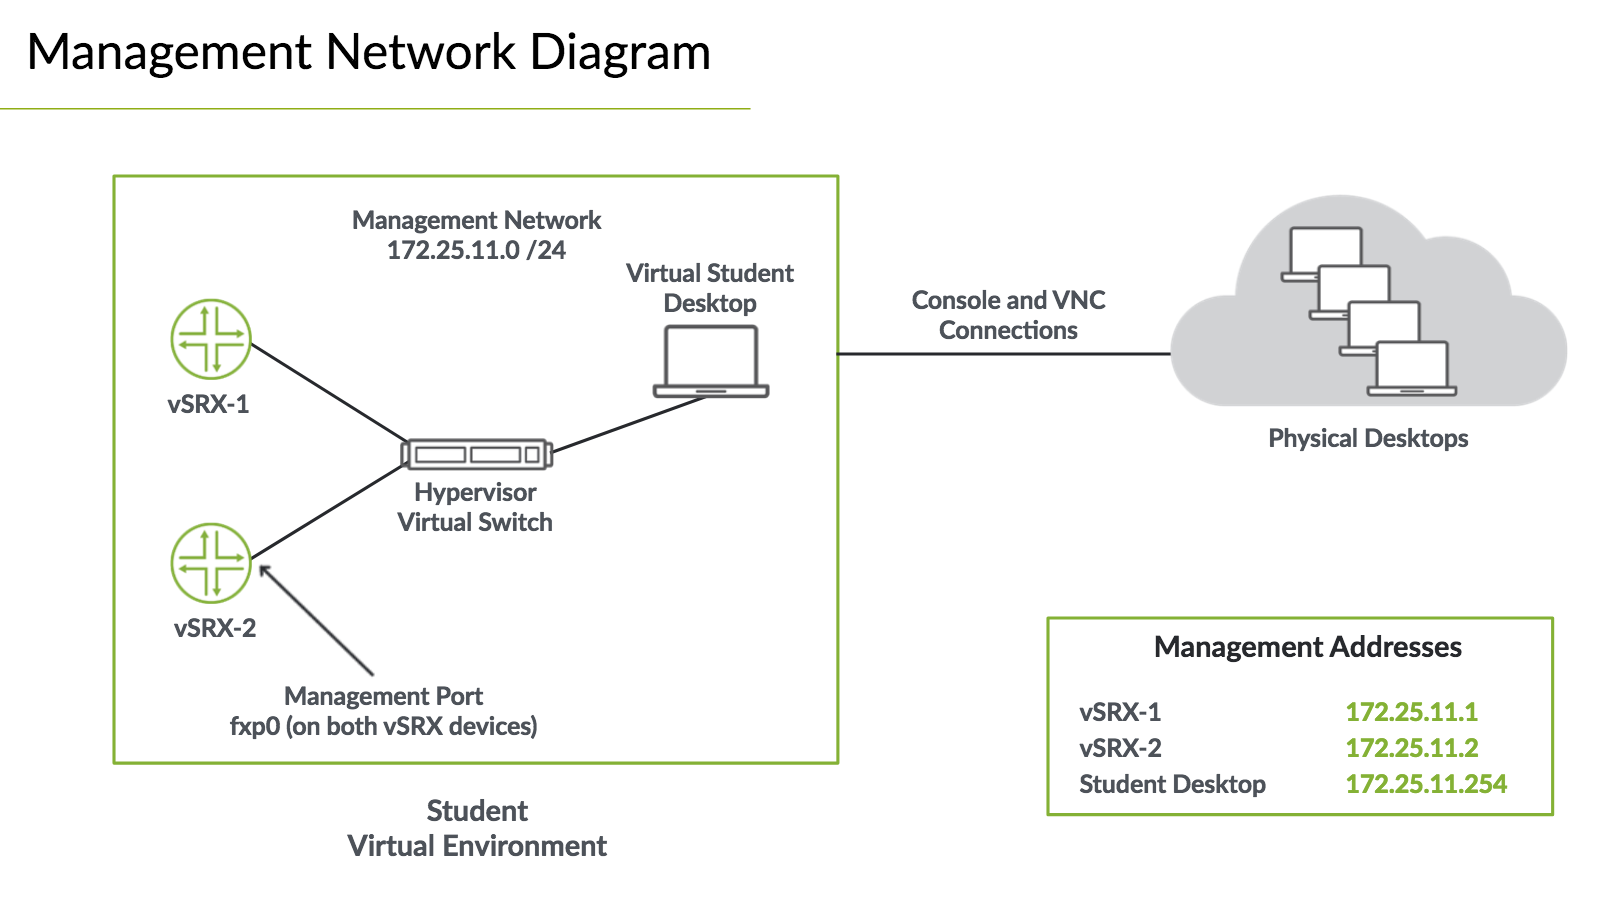 Management Network Diagram
Management Network
172.25.11.0 /24
Virtual Student
Desktop
vSRX-1
Hypervisor
Virtual Switch
vSRX-2
Management Port
fxp0 (on both vSRX devices)
Student
Virtual Environment
Console and VNC
Connections
Physical Desktops
Management Addresses
vSRX-1 172.25.11.1
vSRX-2 172.25.11.2
Student Desktop 172.25.11.254